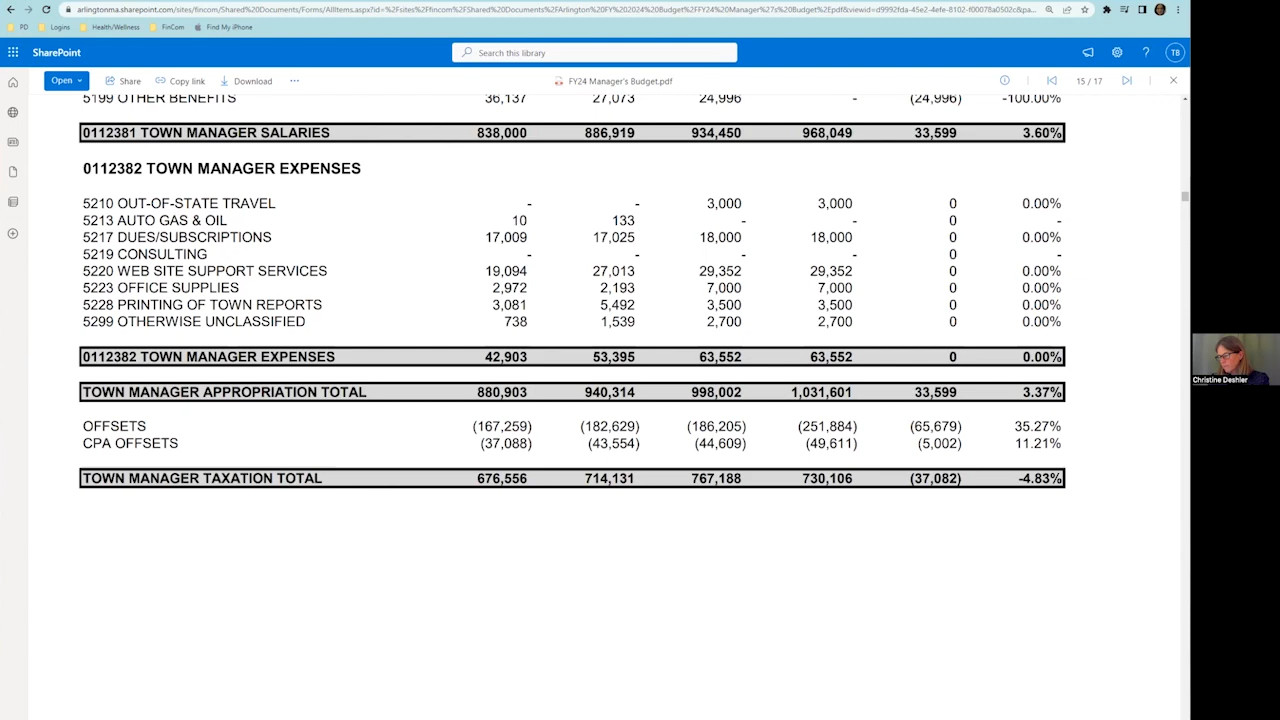 arlingtonma.sharepoint.com/sites/fincom/Shared%20Documents/Forms/AllItems.aspx?id=%2Fsites%2Ffincom%2FShared%20Documents%2FArlington%20FY%202024%20Budget%2FFY24%20Manager%27s%20Budget%2Epdf&viewid=d9992fda-45e2-4efe-8102-f00078a0502c&pa...
PD Logins Health/Wellness FinCom Find My iPhone
SharePoint Search this library ? TB
Open Share Copy link Download ... FY24 Manager's Budget.pdf 15 / 17
5199 OTHER BENEFITS 36,137 27,073 24,996 - (24,996) -100.00%
0112381 TOWN MANAGER SALARIES 838,000 886,919 934,450 968,049 33,599 3.60%
0112382 TOWN MANAGER EXPENSES
5210 OUT-OF-STATE TRAVEL - - 3,000 3,000 0 0.00%
5213 AUTO GAS & OIL 10 133 - - 0 -
5217 DUES/SUBSCRIPTIONS 17,009 17,025 18,000 18,000 0 0.00%
5219 CONSULTING - - - - 0 -
5220 WEB SITE SUPPORT SERVICES 19,094 27,013 29,352 29,352 0 0.00%
5223 OFFICE SUPPLIES 2,972 2,193 7,000 7,000 0 0.00%
5228 PRINTING OF TOWN REPORTS 3,081 5,492 3,500 3,500 0 0.00%
5299 OTHERWISE UNCLASSIFIED 738 1,539 2,700 2,700 0 0.00%
0112382 TOWN MANAGER EXPENSES 42,903 53,395 63,552 63,552 0 0.00%
Christine Deshler
TOWN MANAGER APPROPRIATION TOTAL 880,903 940,314 998,002 1,031,601 33,599 3.37%
OFFSETS (167,259) (182,629) (186,205) (251,884) (65,679) 35.27%
CPA OFFSETS (37,088) (43,554) (44,609) (49,611) (5,002) 11.21%
TOWN MANAGER TAXATION TOTAL 676,556 714,131 767,188 730,106 (37,082) -4.83%